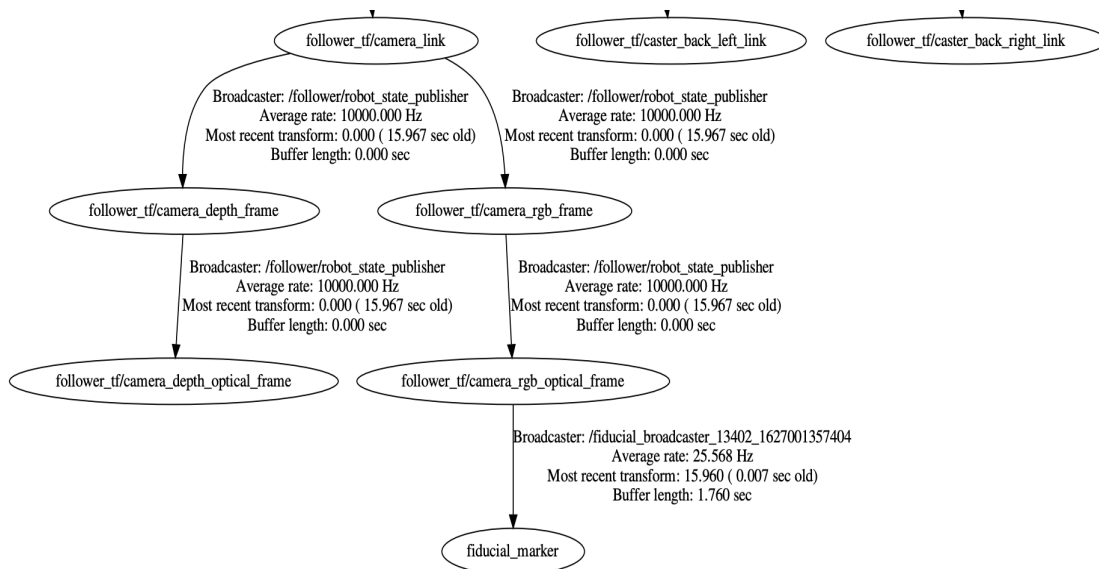 follower_tf/camera_link
follower_tf/caster_back_left_link
follower_tf/caster_back_right_link
Broadcaster: /follower/robot_state_publisher
Average rate: 10000.000 Hz
Most recent transform: 0.000 ( 15.967 sec old)
Buffer length: 0.000 sec
Broadcaster: /follower/robot_state_publisher
Average rate: 10000.000 Hz
Most recent transform: 0.000 ( 15.967 sec old)
Buffer length: 0.000 sec
follower_tf/camera_depth_frame
follower_tf/camera_rgb_frame
Broadcaster: /follower/robot_state_publisher
Average rate: 10000.000 Hz
Most recent transform: 0.000 ( 15.967 sec old)
Buffer length: 0.000 sec
Broadcaster: /follower/robot_state_publisher
Average rate: 10000.000 Hz
Most recent transform: 0.000 ( 15.967 sec old)
Buffer length: 0.000 sec
follower_tf/camera_depth_optical_frame
follower_tf/camera_rgb_optical_frame
Broadcaster: /fiducial_broadcaster_13402_1627001357404
Average rate: 25.568 Hz
Most recent transform: 15.960 ( 0.007 sec old)
Buffer length: 1.760 sec
fiducial_marker